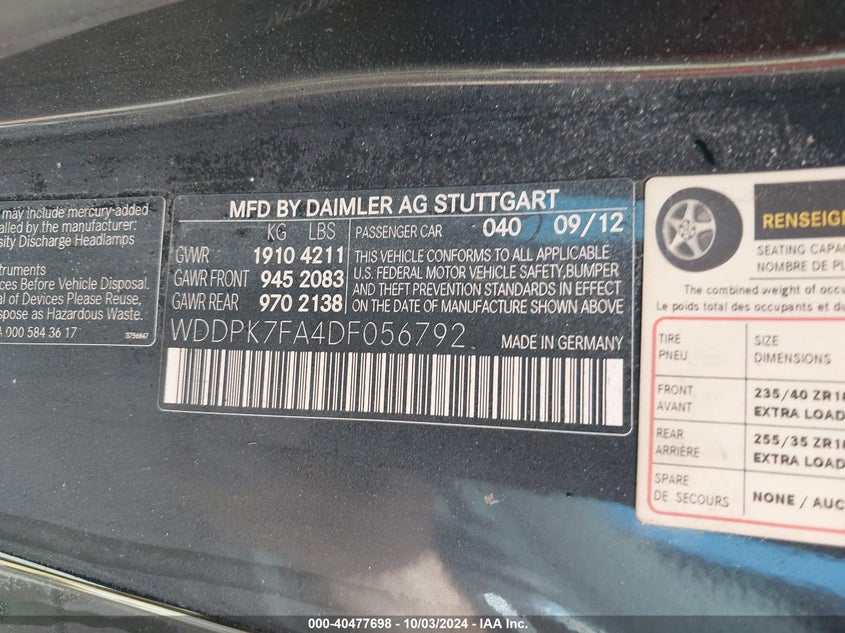 may include mercury-added
alled by the manufacturer:
sity Discharge Headlamps
structions
ces Before Vehicle Disposal.
al of Devices Please Reuse,
spose as Hazardous Waste.
A 000 584 36 17
MFD BY DAIMLER AG STUTTGART
KG LBS PASSENGER CAR 040 09/12
GVWR 1910 4211
GAWR FRONT 945 2083
GAWR REAR 970 2138
THIS VEHICLE CONFORMS TO ALL APPLICABLE
U.S. FEDERAL MOTOR VEHICLE SAFETY, BUMPER
AND THEFT PREVENTION STANDARDS IN EFFECT
ON THE DATE OF MANUFACTURE SHOWN ABOVE
WDDPK7FA4DF056792 MADE IN GERMANY
RENSEIGN
SEATING CAPAC
NOMBRE DE PL
The combined weight of occu
Le poids total des occupants et du
TIRE
PNEU
SIZE
DIMENSIONS
FRONT
AVANT
235/40 ZR18
EXTRA LOAD
REAR
ARRIÈRE
255/35 ZR18
EXTRA LOAD
SPARE
DE SECOURS
NONE / AUC
000-40477698 - 10/03/2024 - IAA Inc.